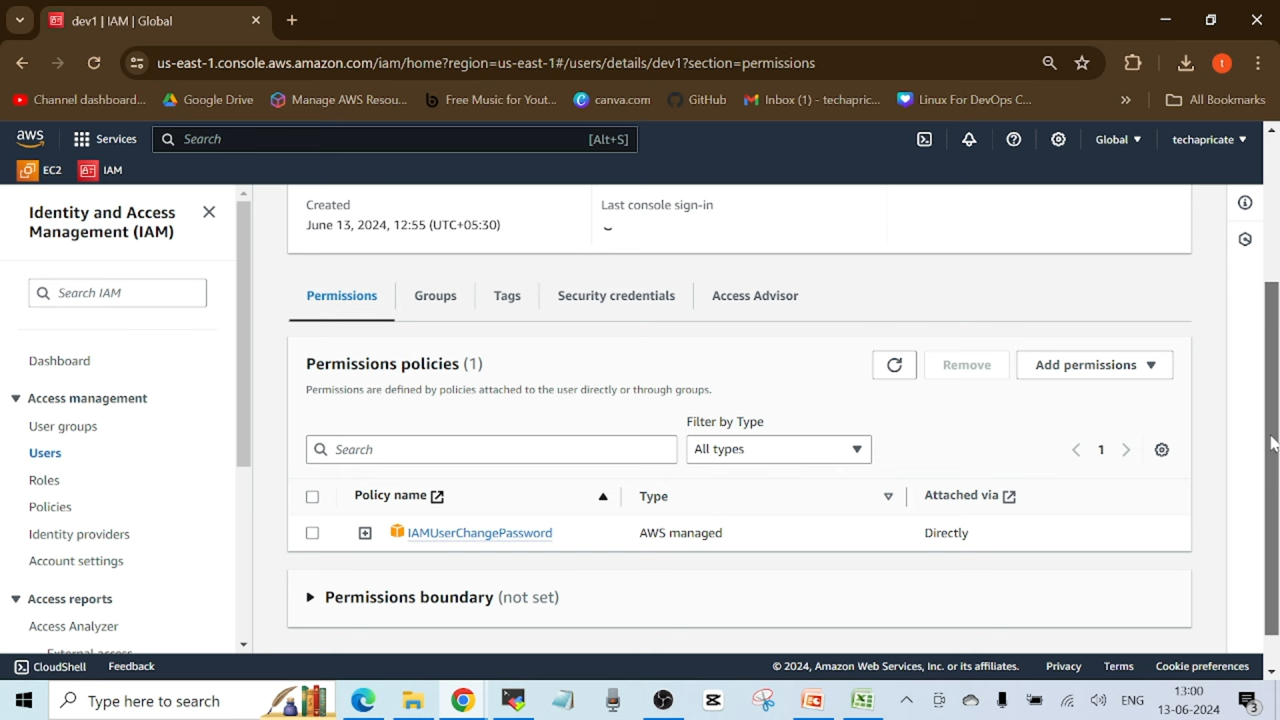 dev1 | IAM | Global
us-east-1.console.aws.amazon.com/iam/home?region=us-east-1#/users/details/dev1?section=permissions
Channel dashboard... Google Drive Manage AWS Resou... Free Music for Yout... canva.com GitHub Inbox (1) - techapric... Linux For DevOps C... » All Bookmarks
aws Services Search [Alt+S] Global techapricate
EC2 IAM
Identity and Access
Management (IAM)
Search IAM
Dashboard
Access management
User groups
Users
Roles
Policies
Identity providers
Account settings
Access reports
Access Analyzer
External access
Created Last console sign-in
June 13, 2024, 12:55 (UTC+05:30)
Permissions Groups Tags Security credentials Access Advisor
Permissions policies (1) Remove Add permissions
Permissions are defined by policies attached to the user directly or through groups.
Filter by Type
Search All types 1
Policy name Type Attached via
IAMUserChangePassword AWS managed Directly
Permissions boundary (not set)
CloudShell Feedback © 2024, Amazon Web Services, Inc. or its affiliates. Privacy Terms Cookie preferences
Type here to search ENG 13:00
13-06-2024 3